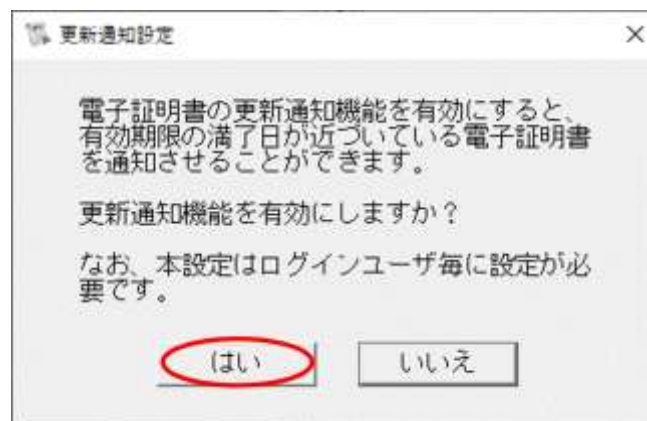 更新通知設定
電子証明書の更新通知機能を有効にすると、
有効期限の満了日が近づいている電子証明書
を通知させることができます。
更新通知機能を有効にしますか？
なお、本設定はログインユーザ毎に設定が必
要です。
はい
いいえ